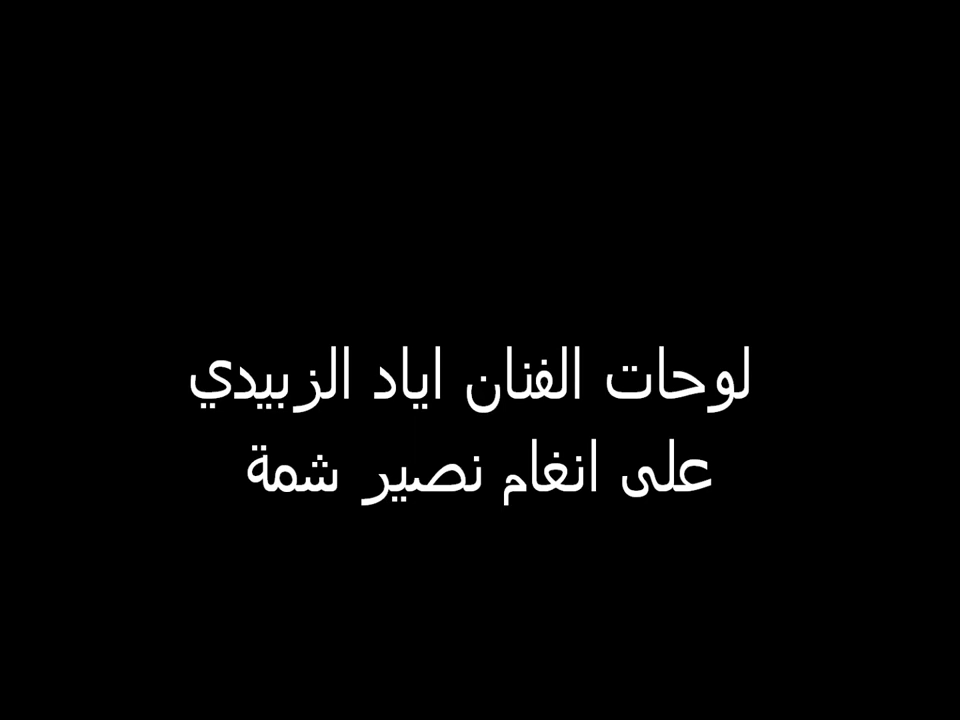 لوحات الفنان اياد الزبيدي
على انغام نصير شمة